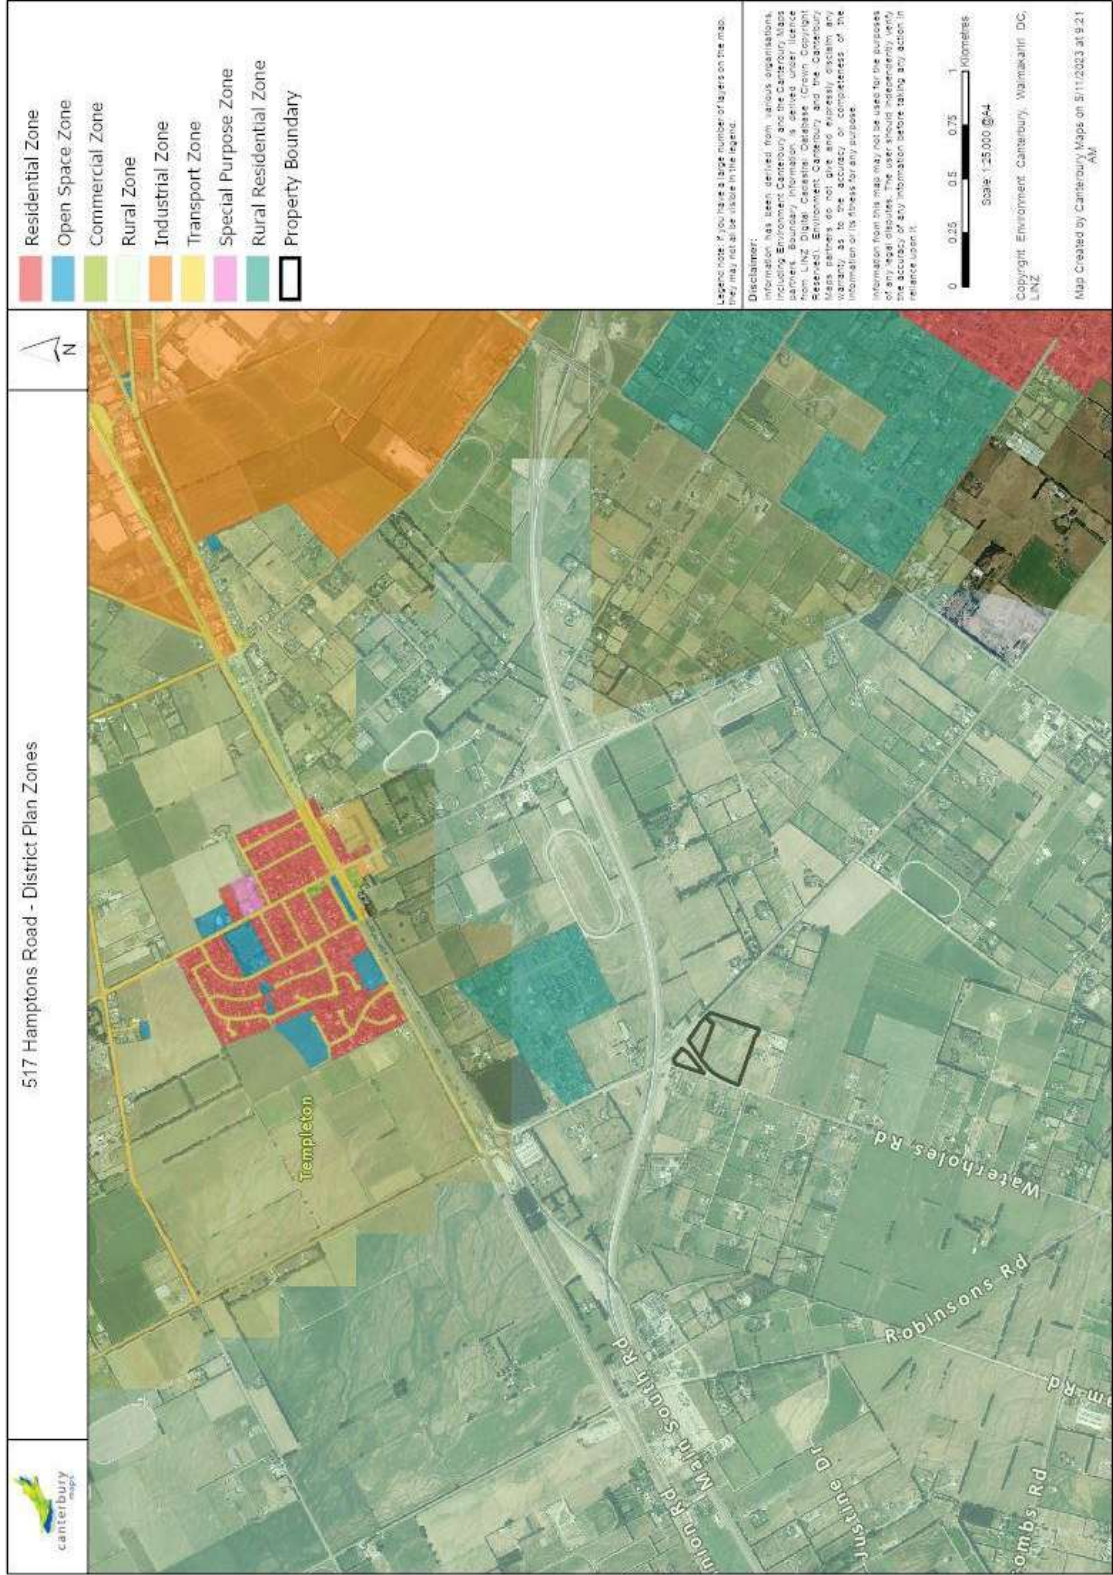 canterbury
maps
517 Hamptons Road - District Plan Zones
N
Residential Zone
Open Space Zone
Commercial Zone
Rural Zone
Industrial Zone
Transport Zone
Special Purpose Zone
Rural Residential Zone
Property Boundary
Templeton
Waterholes Rd
Robinsons Rd
Main South Rd
Justine Dr
Legend note: If you have a large number of layers on the map,
they may not all be visible in the legend.
Disclaimer:
Information has been derived from various organisations,
including Environment Canterbury and the Canterbury Maps
partners. Boundary information is derived under licence
from LINZ Digital Cadastral Database (Crown Copyright
Reserved). Environment Canterbury and the Canterbury
Maps partners do not give and expressly disclaim any
warranty as to the accuracy or completeness of the
information or its fitness for any purpose.
Information from this map may not be used for the purposes
of any legal disputes. The user should independently verify
the accuracy of any information before taking any action in
reliance upon it.
0 0.25 0.5 0.75 1
Kilometres
Scale: 1:25,000 @A4
Copyright: Environment Canterbury, Waimakariri DC,
LINZ
Map Created by Canterbury Maps on 5/11/2023 at 9:21
AM